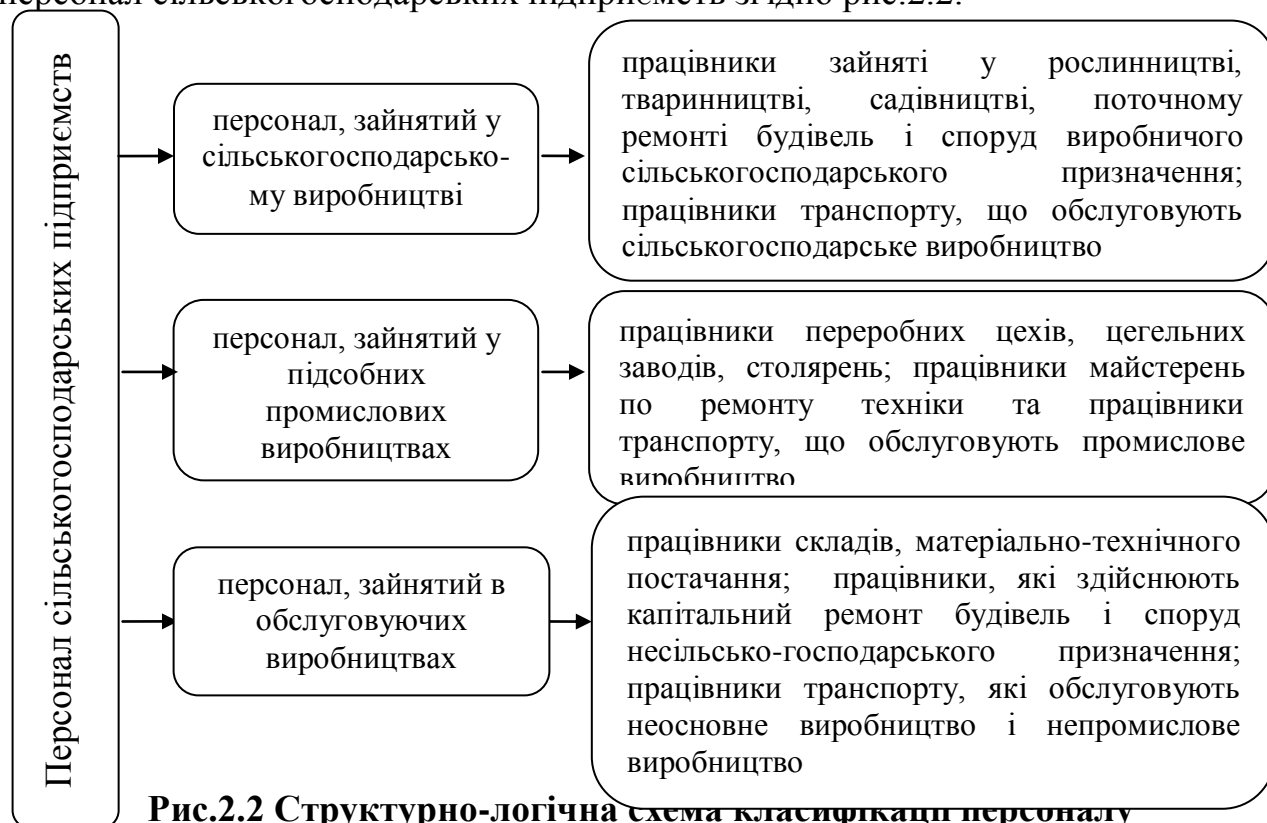 персонал сільськогосподарських підприємств згідно рис.2.2.
Персонал сільськогосподарських підприємств
персонал, зайнятий у
сільськогосподарсько-
му виробництві
працівники зайняті у рослинництві,
тваринництві, садівництві, поточному
ремонті будівель і споруд виробничого
сільськогосподарського призначення;
працівники транспорту, що обслуговують
сільськогосподарське виробництво
персонал, зайнятий у
підсобних
промислових
виробництвах
працівники переробних цехів, цегельних
заводів, столярень; працівники майстерень
по ремонту техніки та працівники
транспорту, що обслуговують промислове
виробництво
персонал, зайнятий в
обслуговуючих
виробництвах
працівники складів, матеріально-технічного
постачання; працівники, які здійснюють
капітальний ремонт будівель і споруд
несільсько-господарського призначення;
працівники транспорту, які обслуговують
неосновне виробництво і непромислове
виробництво
Рис.2.2 Структурно-логічна схема класифікації персоналу